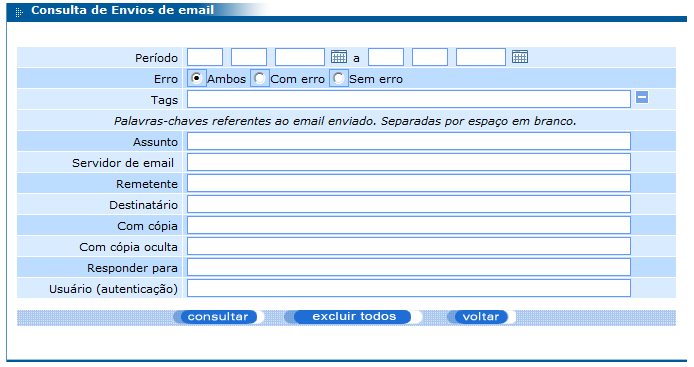 Consulta de Envios de email
Período a
Erro Ambos Com erro Sem erro
Tags
Palavras-chaves referentes ao email enviado. Separadas por espaço em branco.
Assunto
Servidor de email
Remetente
Destinatário
Com cópia
Com cópia oculta
Responder para
Usuário (autenticação)
consultar excluir todos voltar